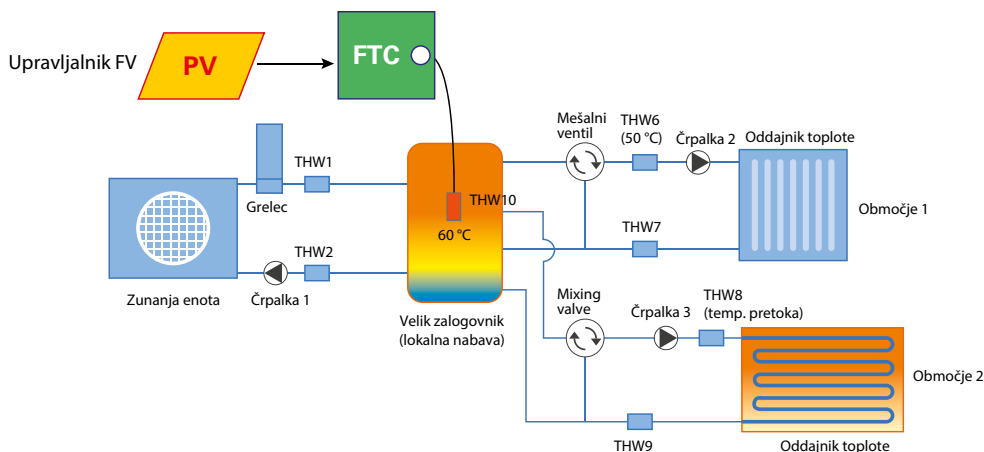 Upravljalnik FV
PV
FTC
Mešalni
ventil
THW6
(50 °C)
Črpalka 2
Oddajnik toplote
THW1
Grelec
THW10
60 °C
Območje 1
THW7
THW2
Zunanja enota
Črpalka 1
Velik zalogovnik
(lokalna nabava)
Mixing
valve
Črpalka 3
THW8
(temp. pretoka)
Območje 2
THW9
Oddajnik toplote